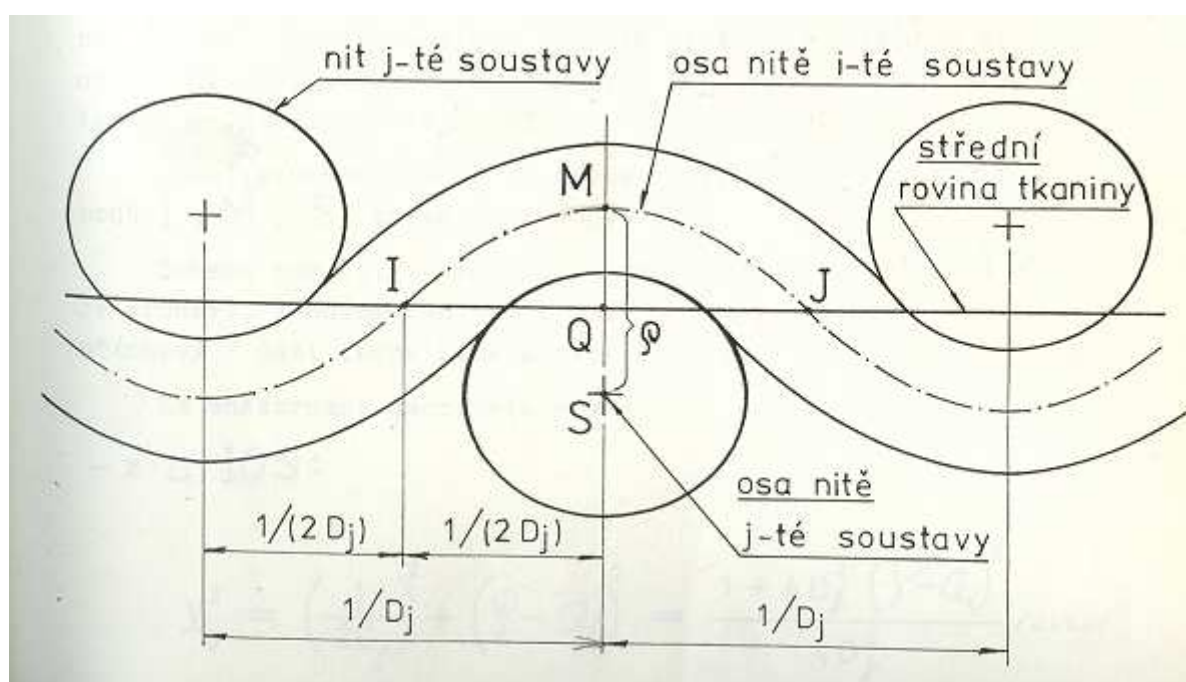 nit j-té soustavy
osa nitě i-té soustavy
střední
rovina tkaniny
M
I
J
Q
ϱ
S
osa nitě
j-té soustavy
1/(2 Dj)
1/(2 Dj)
1/Dj
1/Dj